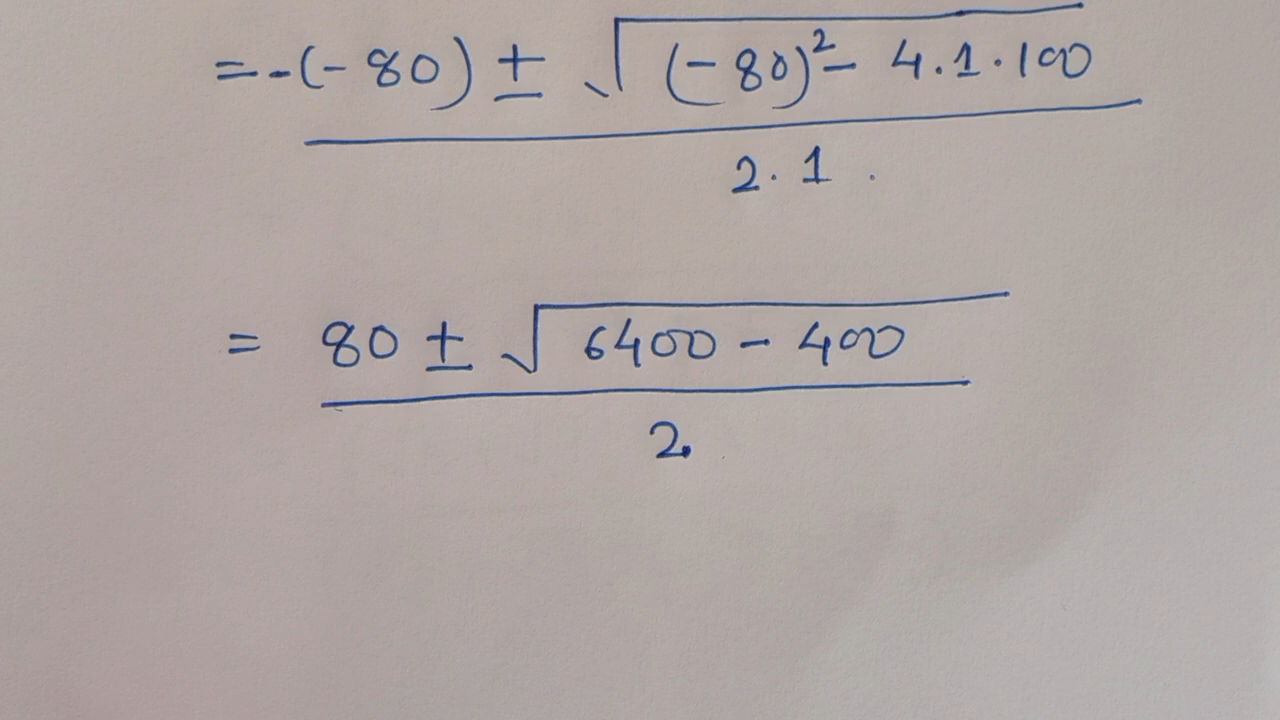 = -(-80) ± √(-80)² - 4.1.100
2.1.
= 80 ± √6400 - 400
2